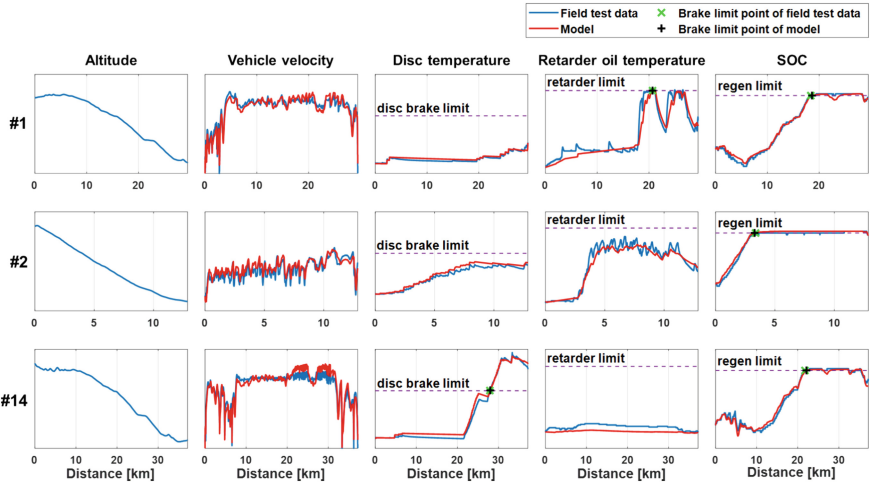 Field test data
Brake limit point of field test data
Model
Brake limit point of model
Altitude
Vehicle velocity
Disc temperature
Retarder oil temperature
SOC
#1
disc brake limit
retarder limit
regen limit
0 10 20
0 10 20
0 10 20
0 10 20
0 10 20
#2
disc brake limit
retarder limit
regen limit
0 5 10
0 5 10
0 5 10
0 5 10
0 5 10
#14
disc brake limit
retarder limit
regen limit
0 10 20 30
0 10 20 30
0 10 20 30
0 10 20 30
0 10 20 30
Distance [km]
Distance [km]
Distance [km]
Distance [km]
Distance [km]